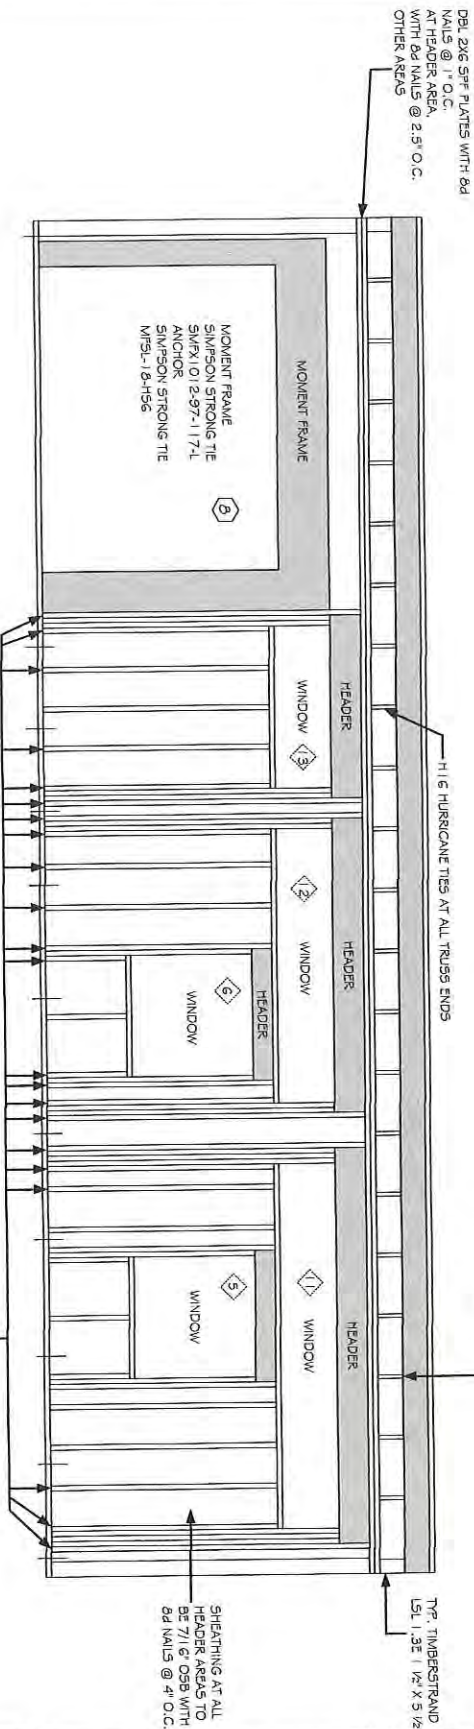 DBL 2X6 SPF PLATES WITH 8d
NAILS @ 1" O.C.
AT HEADER AREA,
WITH 8d NAILS @ 2.5" O.C.
OTHER AREAS
H16 HURRICANE TIES AT ALL TRUSS ENDS
TYP. TIMBERSTRAND
LSL 1.3E 1 ½" X 5 ½
MOMENT FRAME
MOMENT FRAME
SIMPSON STRONG TIE
SMFX1012-97-117-L
ANCHOR
SIMPSON STRONG TIE
MFSL-18-HS6
8
HEADER
WINDOW
13
HEADER
12
WINDOW
HEADER
6
WINDOW
HEADER
11
WINDOW
5
WINDOW
SHEATHING AT ALL
HEADER AREAS TO
BE 7/16" OSB WITH
8d NAILS @ 4" O.C.